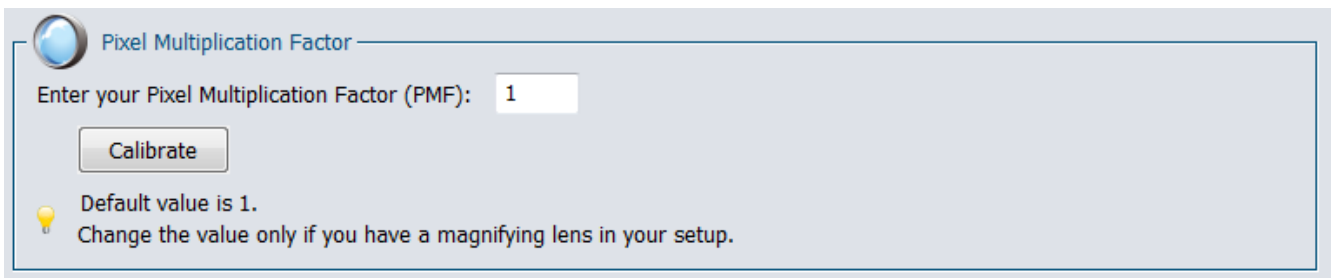 Pixel Multiplication Factor
Enter your Pixel Multiplication Factor (PMF): 1
Calibrate
Default value is 1.
Change the value only if you have a magnifying lens in your setup.